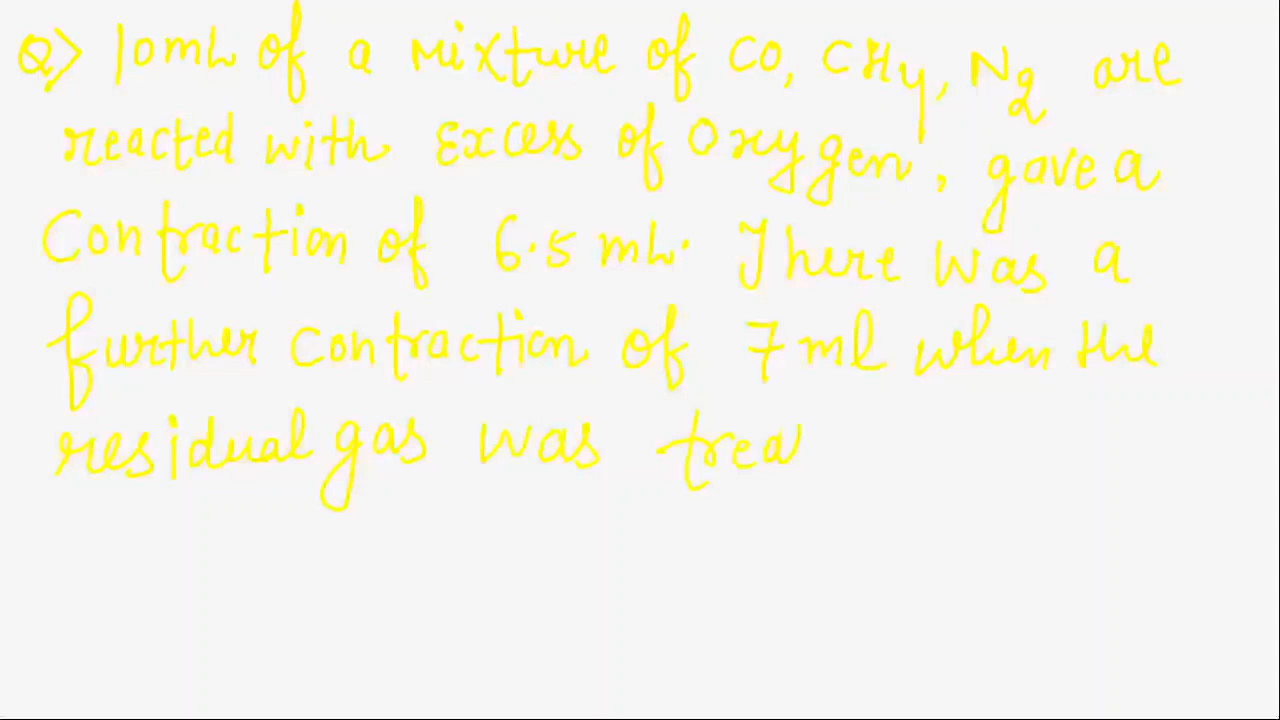 Q> 10mL of a mixture of CO, CH4, N2 are
reacted with Excess of Oxygen, gave a
Contraction of 6.5 mL. There was a
further contraction of 7 ml when the
residual gas was trea